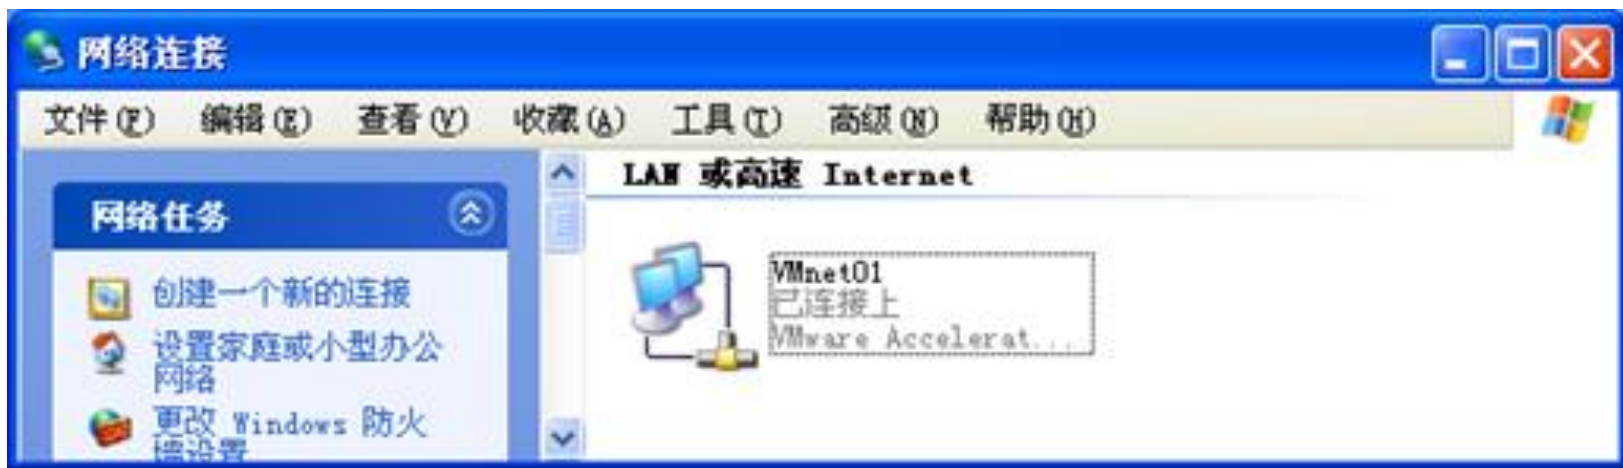 网络连接
文件(F) 编辑(E) 查看(V) 收藏(A) 工具(T) 高级(N) 帮助(H)
网络任务
创建一个新的连接
设置家庭或小型办公
网络
更改 Windows 防火
墙设置
LAN 或高速 Internet
VMnet01
已连接上
VMware Accelerat...